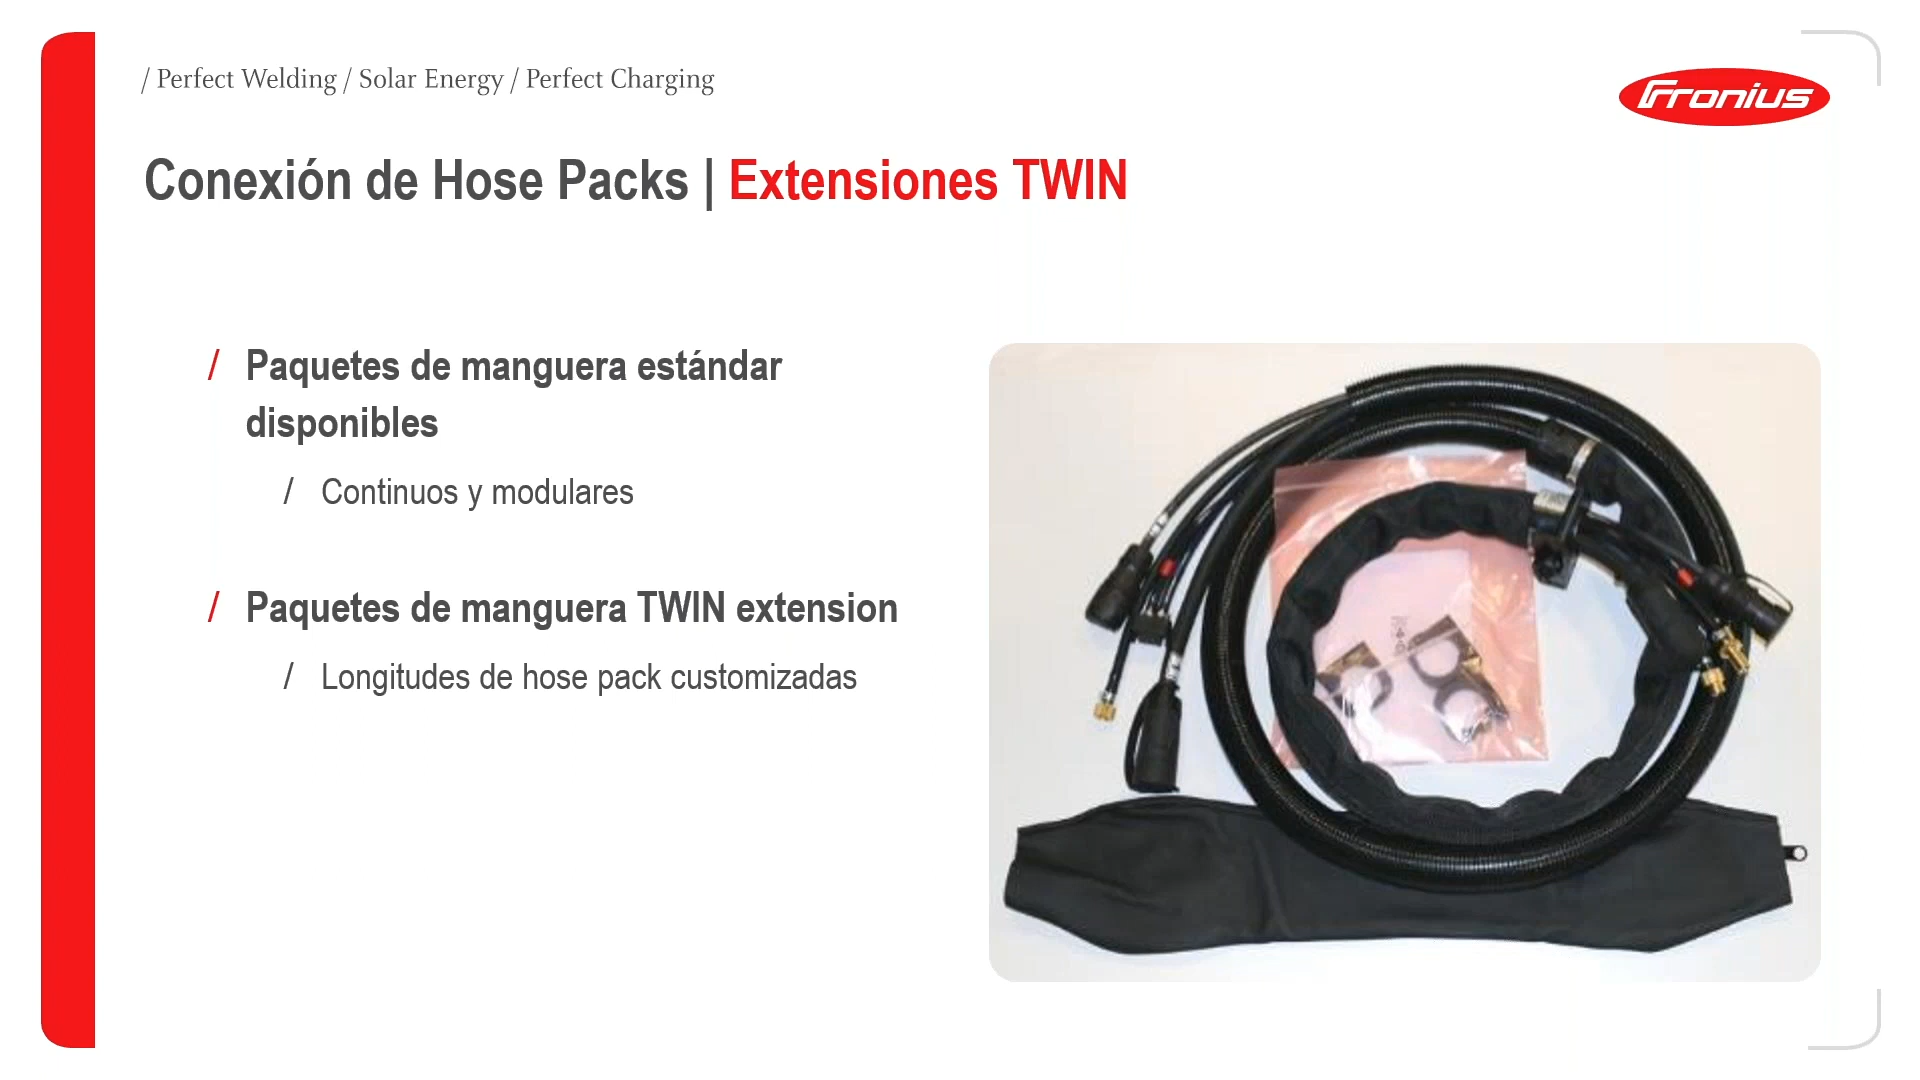 / Perfect Welding / Solar Energy / Perfect Charging
Fronius
Conexión de Hose Packs | Extensiones TWIN
/ Paquetes de manguera estándar
disponibles
/ Continuos y modulares
/ Paquetes de manguera TWIN extension
/ Longitudes de hose pack customizadas